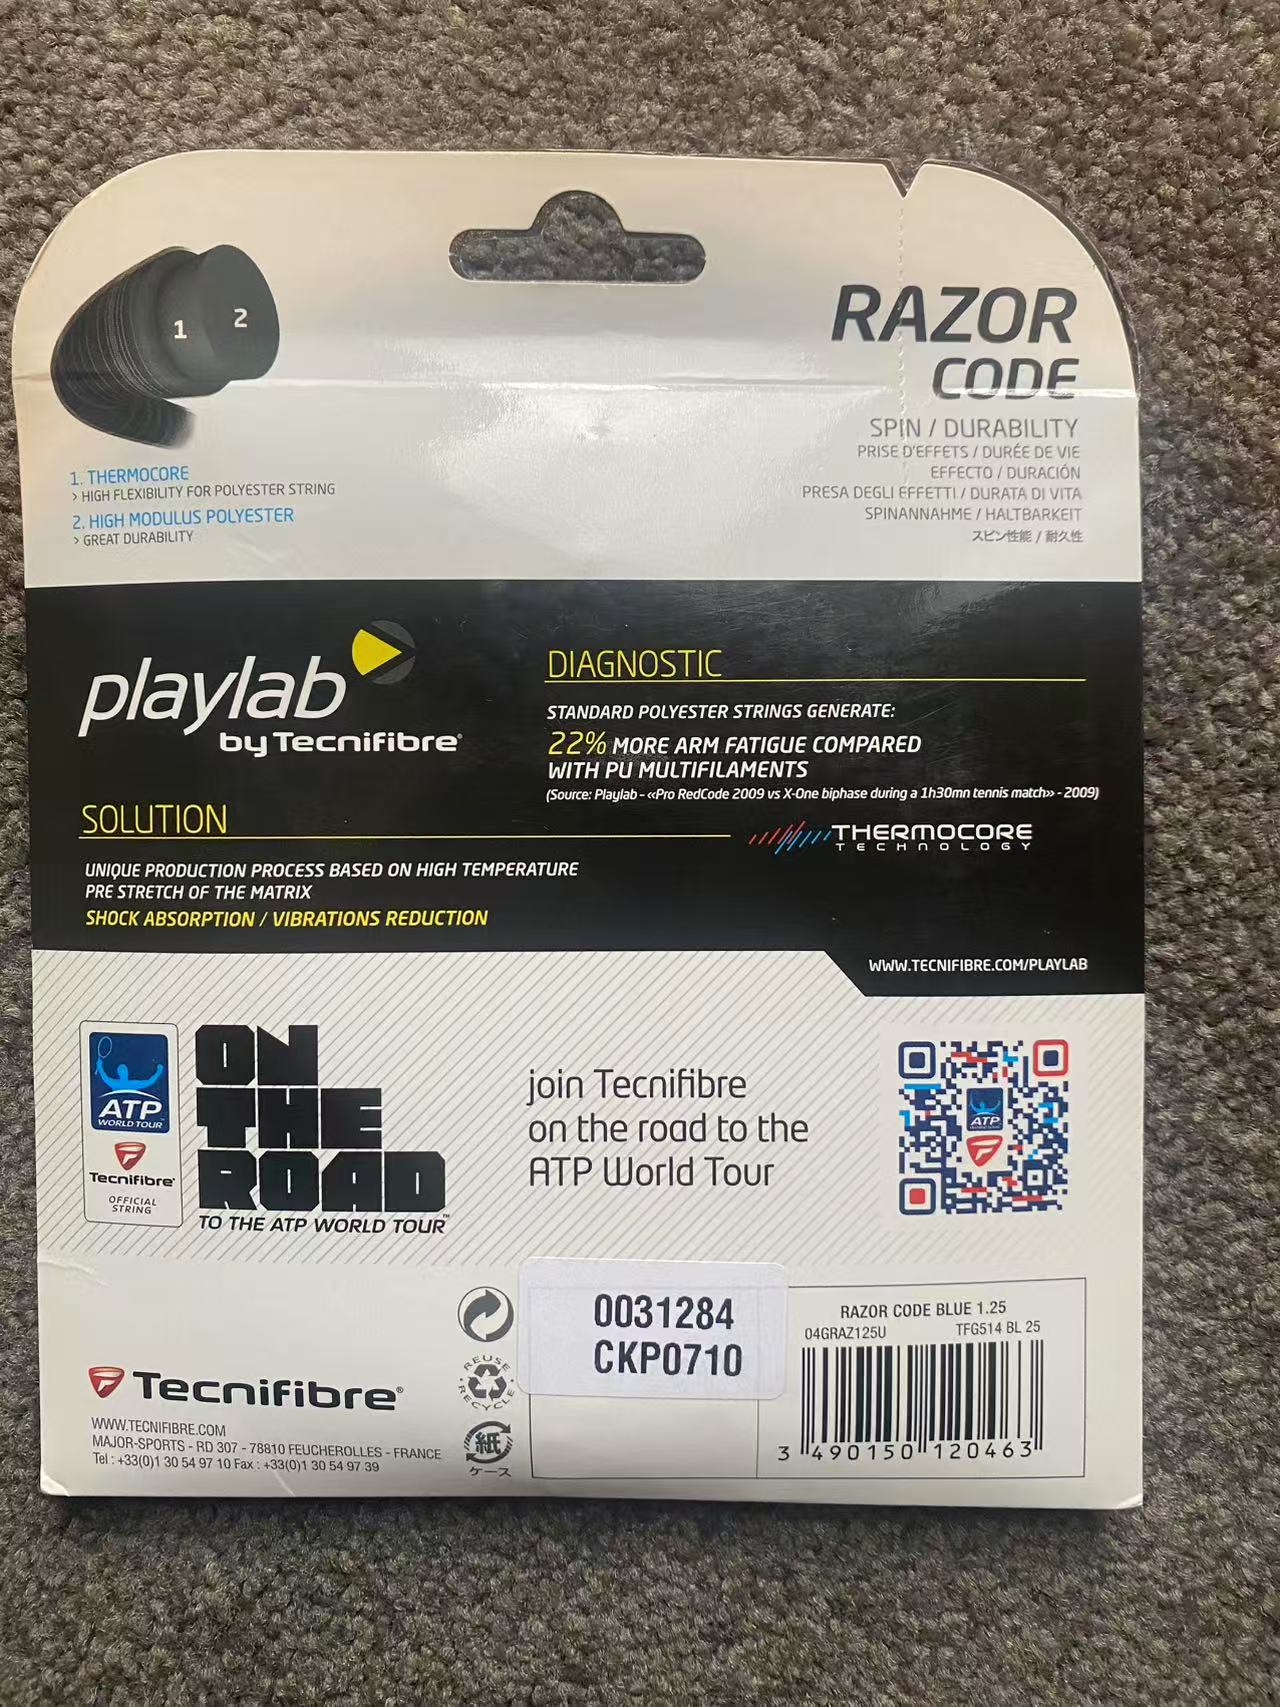 1 2
RAZOR
CODE
SPIN / DURABILITY
PRISE D'EFFETS / DURÉE DE VIE
EFFECTO / DURACIÓN
PRESA DEGLI EFFETTI / DURATA DI VITA
SPINANNAHME / HALTBARKEIT
スピン性能 / 耐久性
1. THERMOCORE
> HIGH FLEXIBILITY FOR POLYESTER STRING
2. HIGH MODULUS POLYESTER
> GREAT DURABILITY
playlab
by Tecnifibre®
DIAGNOSTIC
STANDARD POLYESTER STRINGS GENERATE:
22% MORE ARM FATIGUE COMPARED
WITH PU MULTIFILAMENTS
(Source: Playlab - «Pro RedCode 2009 vs X-One biphase during a 1h30mn tennis match» - 2009)
SOLUTION
THERMOCORE
TECHNOLOGY
UNIQUE PRODUCTION PROCESS BASED ON HIGH TEMPERATURE
PRE STRETCH OF THE MATRIX
SHOCK ABSORPTION / VIBRATIONS REDUCTION
WWW.TECNIFIBRE.COM/PLAYLAB
ATP
WORLD TOUR™
Tecnifibre®
OFFICIAL
STRING
ON
THE
ROAD
TO THE ATP WORLD TOUR™
join Tecnifibre
on the road to the
ATP World Tour
ATP
0031284
CKP0710
RAZOR CODE BLUE 1.25
04GRAZ125U TFG514 BL 25
3 490150 120463
REUSE
RECYCLE
紙
ケース
Tecnifibre®
WWW.TECNIFIBRE.COM
MAJOR-SPORTS - RD 307 - 78810 FEUCHEROLLES - FRANCE
Tel : +33(0)1 30 54 97 10 Fax : +33(0)1 30 54 97 39